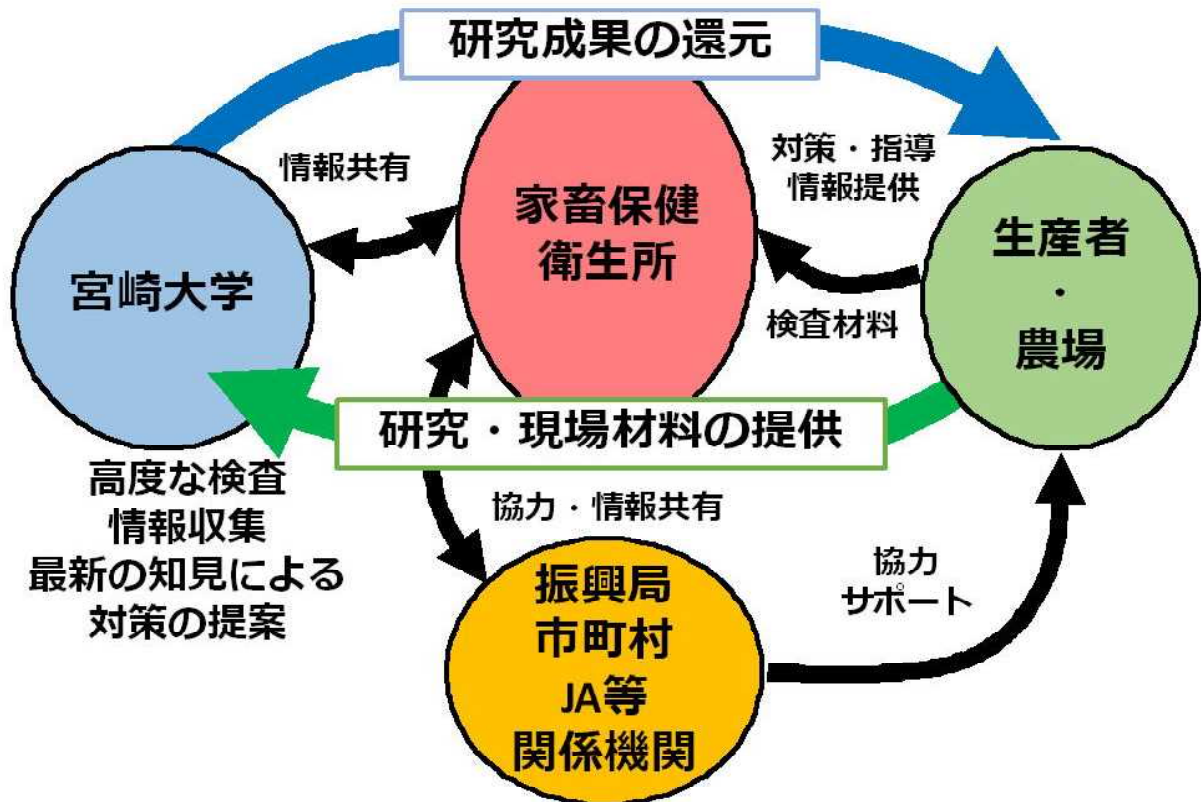 研究成果の還元
情報共有
家畜保健
衛生所
対策・指導
情報提供
宮崎大学
検査材料
生産者
・
農場
研究・現場材料の提供
高度な検査
情報収集
最新の知見による
対策の提案
協力・情報共有
振興局
市町村
JA等
関係機関
協力
サポート